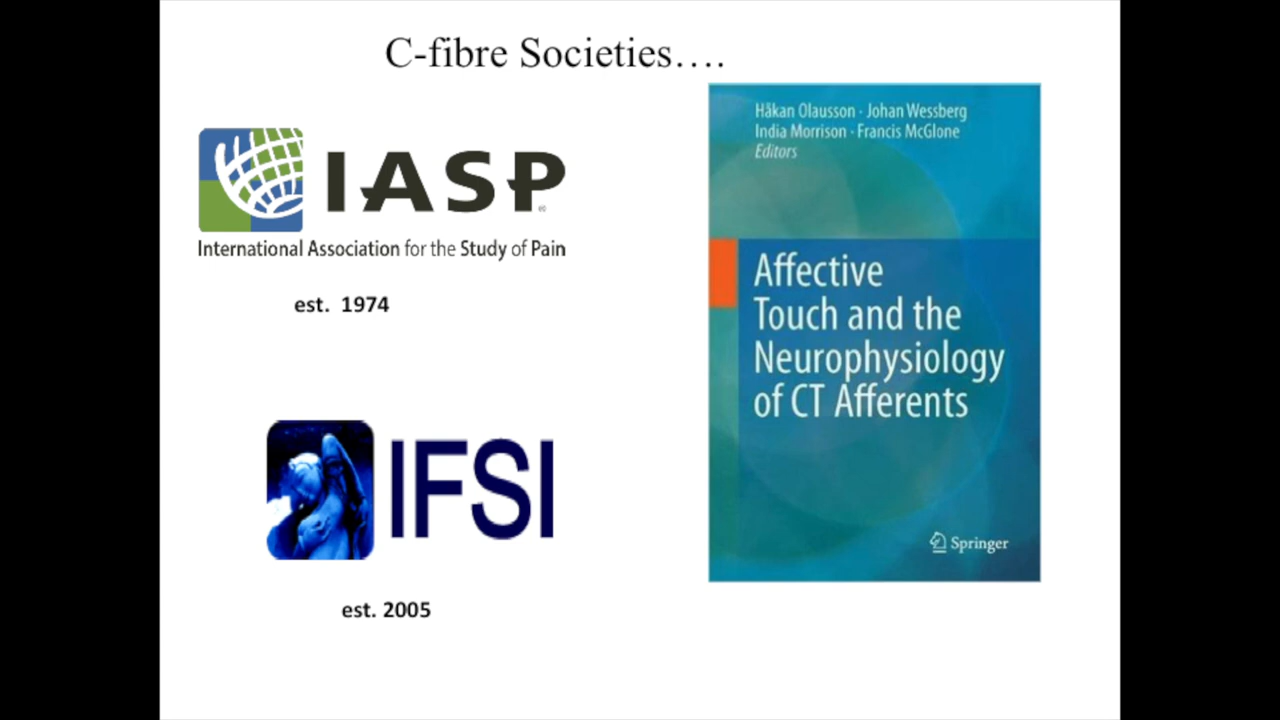 C-fibre Societies….
IASP
®
International Association for the Study of Pain
est. 1974
IFSI
est. 2005
Håkan Olausson · Johan Wessberg
India Morrison · Francis McGlone
Editors
Affective
Touch and the
Neurophysiology
of CT Afferents
Springer